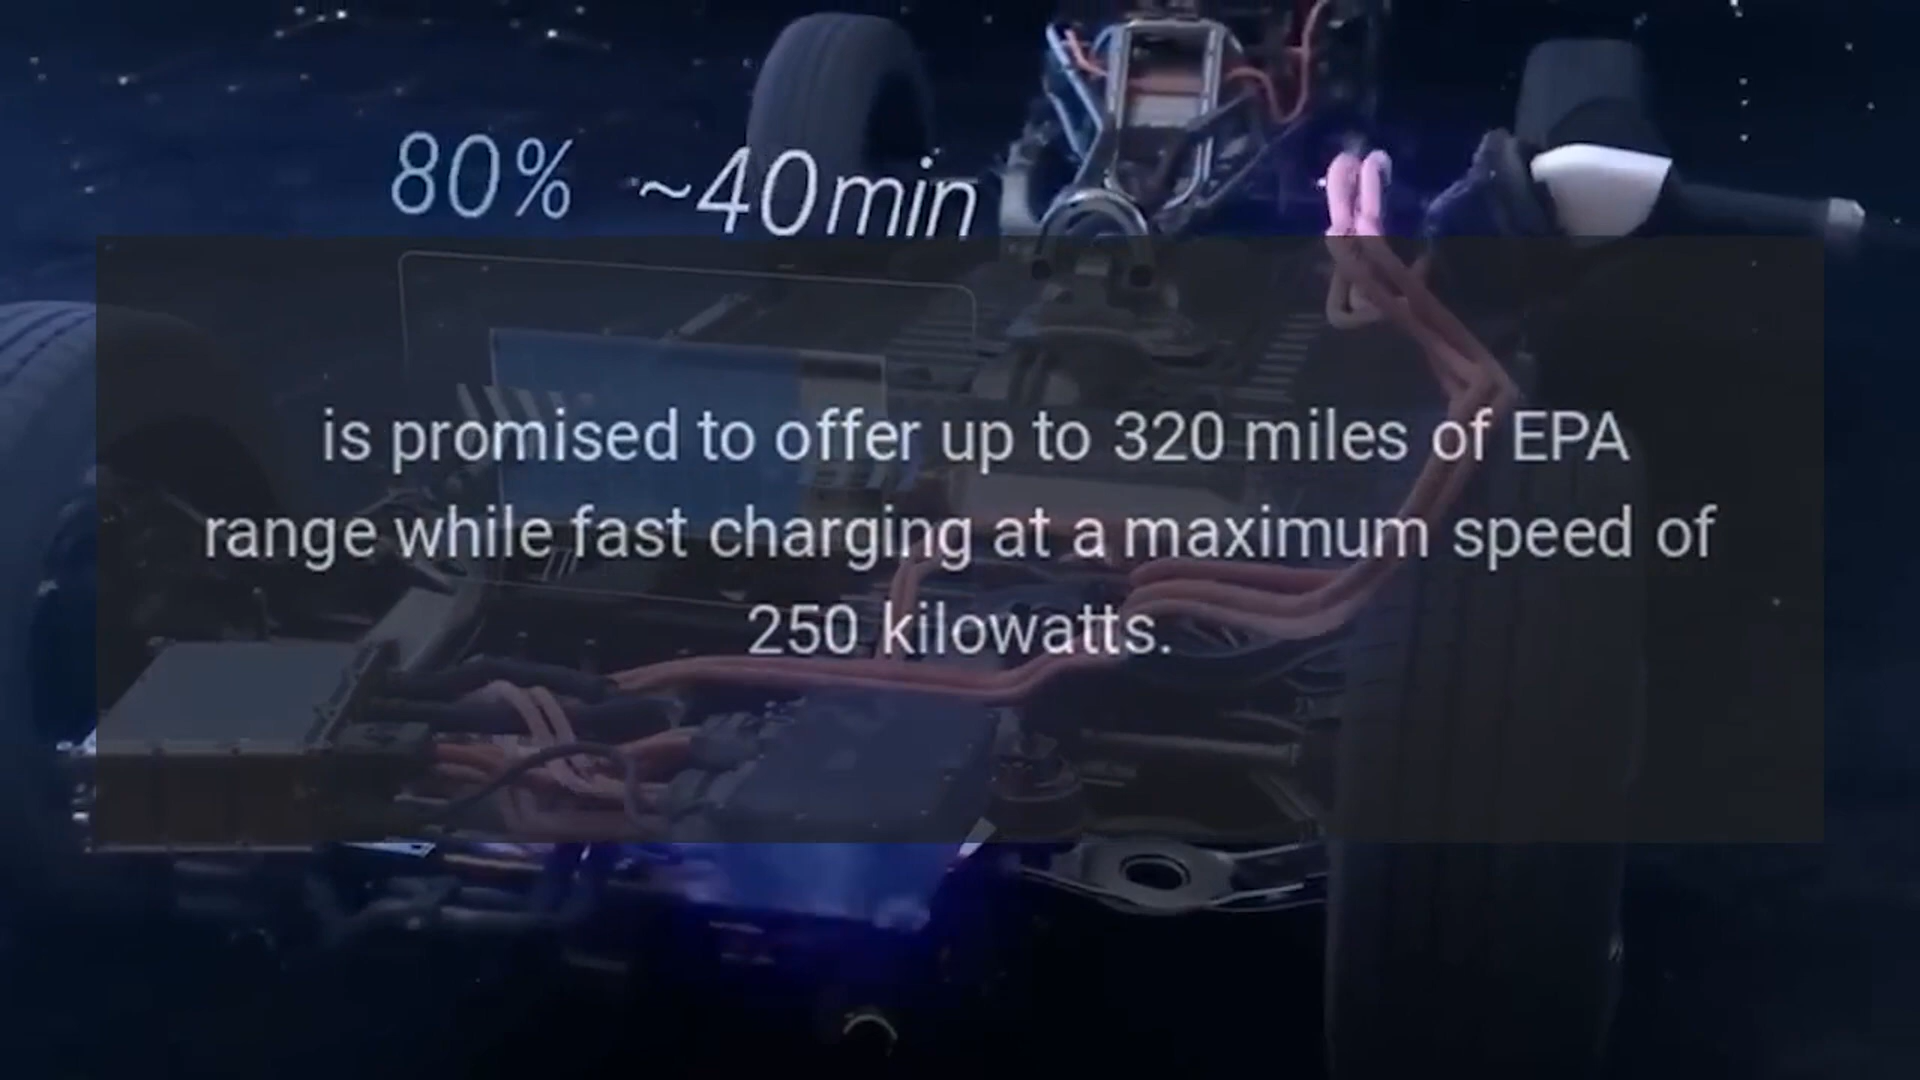 80% ~40min
is promised to offer up to 320 miles of EPA
range while fast charging at a maximum speed of
250 kilowatts.